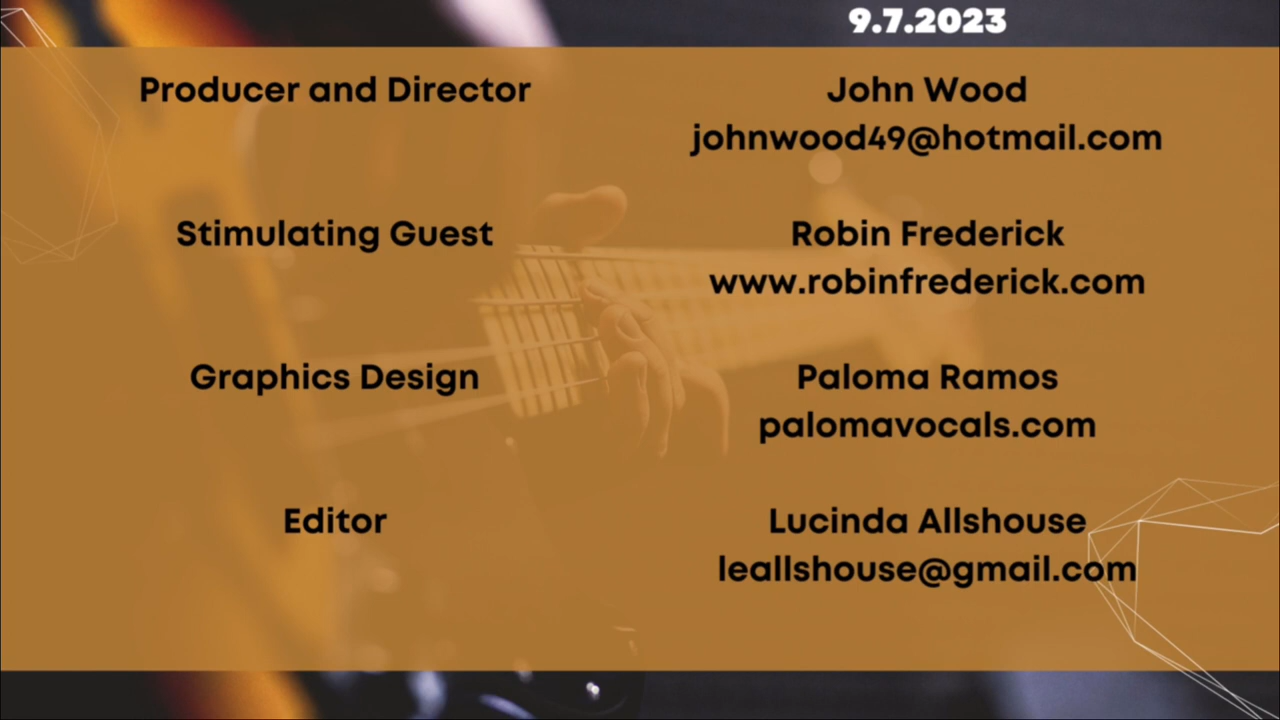 9.7.2023
Producer and Director
John Wood
johnwood49@hotmail.com
Stimulating Guest
Robin Frederick
www.robinfrederick.com
Graphics Design
Paloma Ramos
palomavocals.com
Editor
Lucinda Allshouse
leallshouse@gmail.com